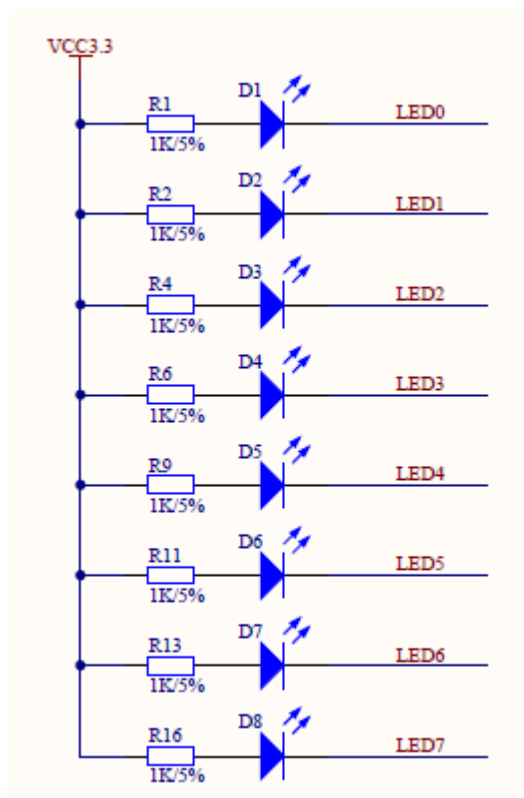 VCC3.3
R1 D1 LED0
1K/5%
R2 D2 LED1
1K/5%
R4 D3 LED2
1K/5%
R6 D4 LED3
1K/5%
R9 D5 LED4
1K/5%
R11 D6 LED5
1K/5%
R13 D7 LED6
1K/5%
R16 D8 LED7
1K/5%